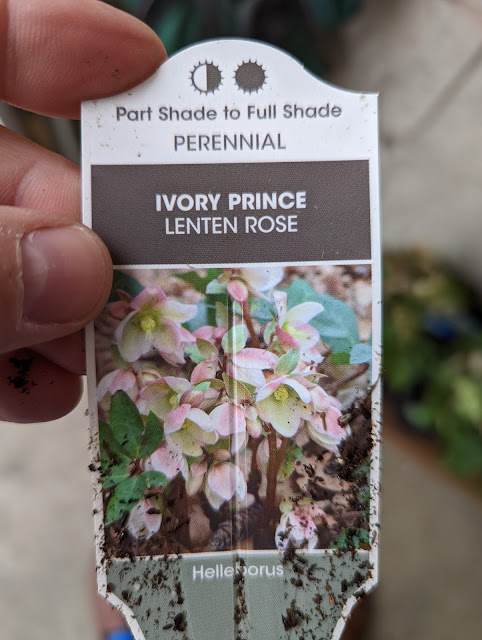 Part Shade to Full Shade
PERENNIAL
IVORY PRINCE
LENTEN ROSE
Helleborus